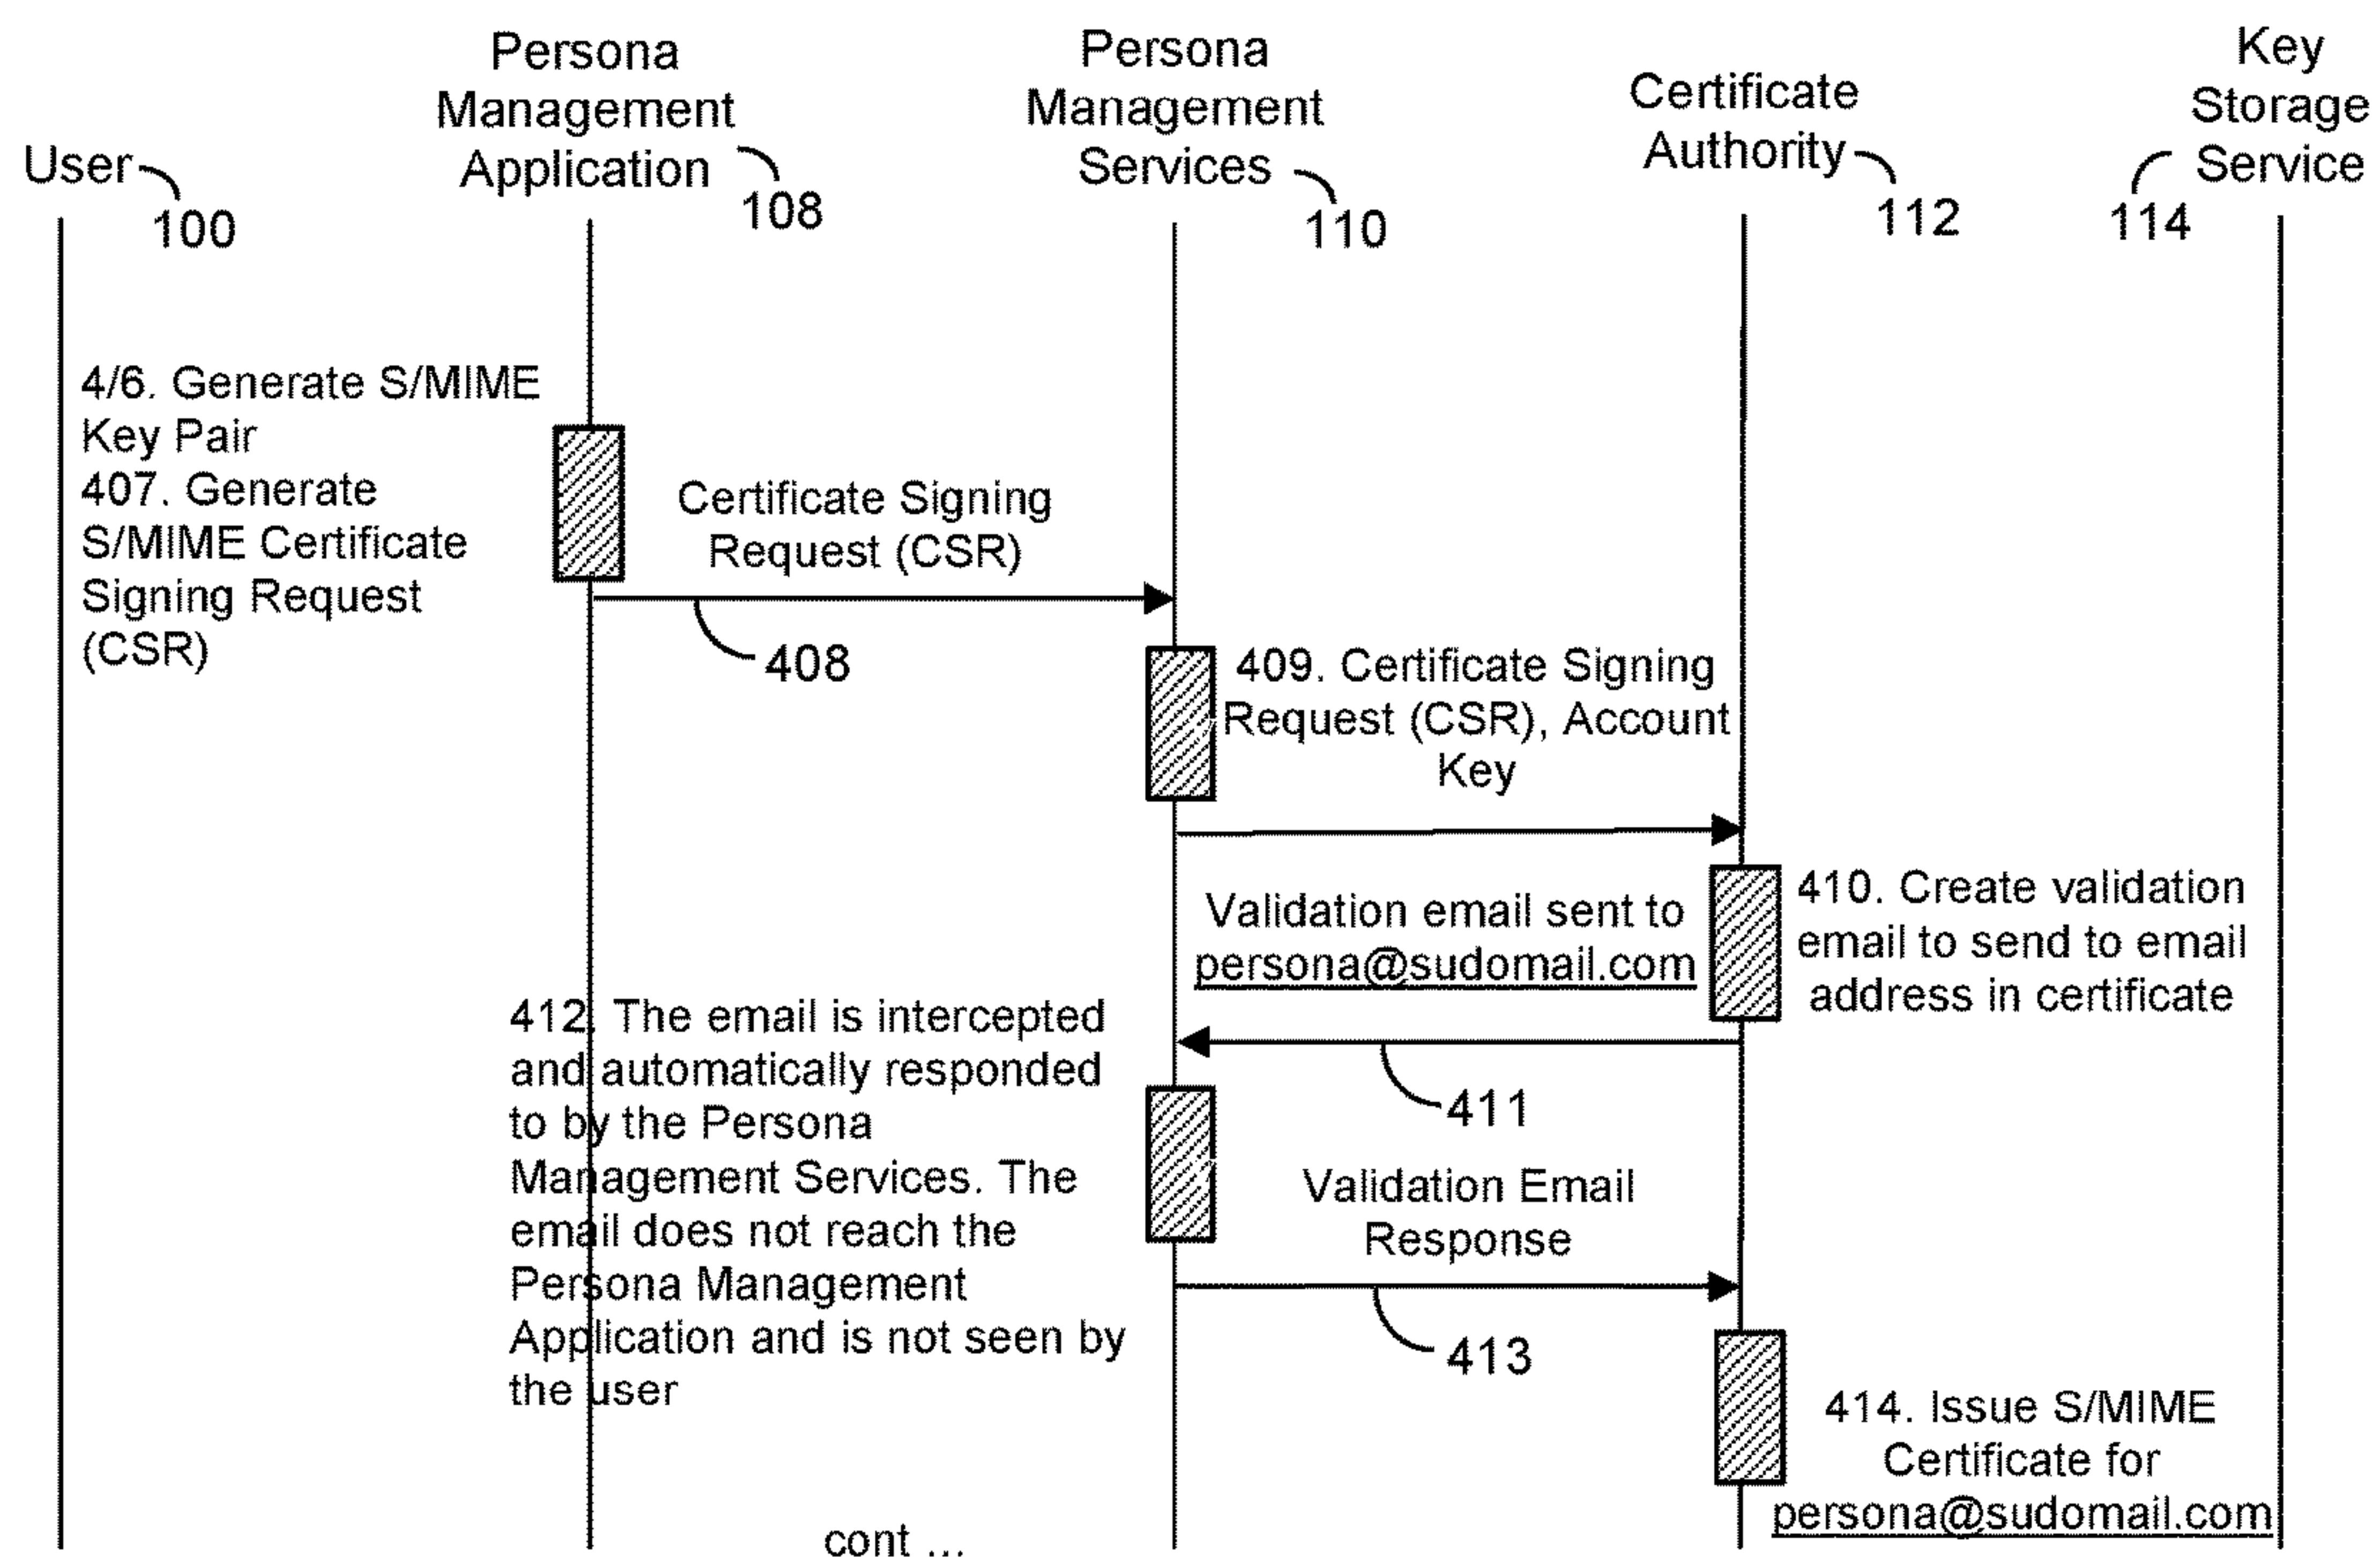 User
100
Persona
Management
Application
108
Persona
Management
Services
110
Certificate
Authority
112
Key
Storage
Service
114
4/6. Generate S/MIME
Key Pair
407. Generate
S/MIME Certificate
Signing Request
(CSR)
Certificate Signing
Request (CSR)
408
409. Certificate Signing
Request (CSR), Account
Key
410. Create validation
email to send to email
address in certificate
Validation email sent to
persona@sudomail.com
411
412. The email is intercepted
and automatically responded
to by the Persona
Management Services. The
email does not reach the
Persona Management
Application and is not seen by
the user
Validation Email
Response
413
414. Issue S/MIME
Certificate for
persona@sudomail.com
cont ...